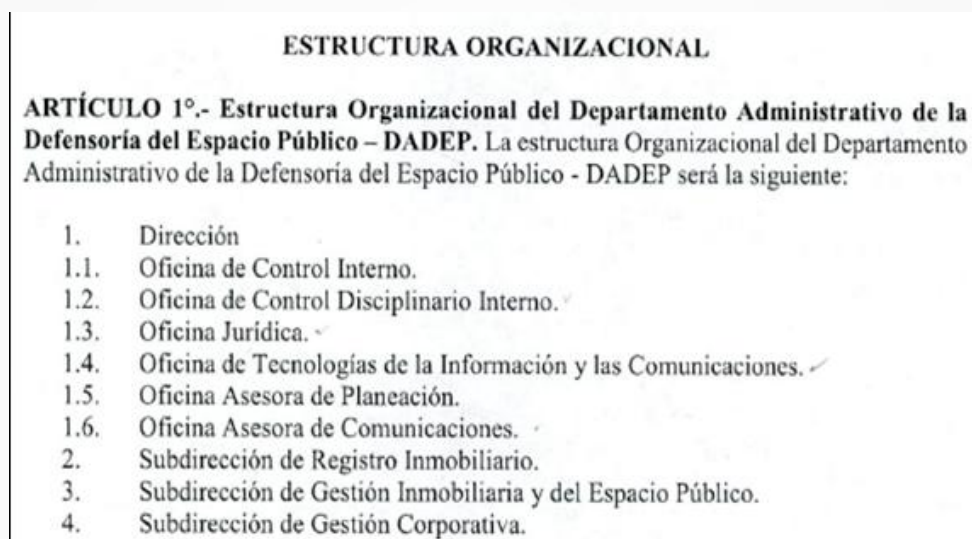 ESTRUCTURA ORGANIZACIONAL
ARTÍCULO 1°.- Estructura Organizacional del Departamento Administrativo de la
Defensoría del Espacio Público – DADEP. La estructura Organizacional del Departamento
Administrativo de la Defensoría del Espacio Público - DADEP será la siguiente:
1. Dirección
1.1. Oficina de Control Interno.
1.2. Oficina de Control Disciplinario Interno.
1.3. Oficina Jurídica.
1.4. Oficina de Tecnologías de la Información y las Comunicaciones.
1.5. Oficina Asesora de Planeación.
1.6. Oficina Asesora de Comunicaciones.
2. Subdirección de Registro Inmobiliario.
3. Subdirección de Gestión Inmobiliaria y del Espacio Público.
4. Subdirección de Gestión Corporativa.